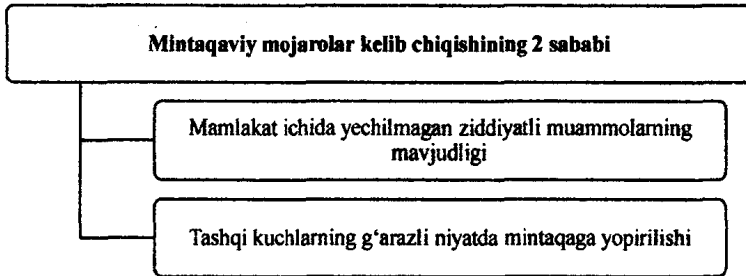 Mintaqaviy mojarolar kelib chiqishining 2 sababi
Mamlakat ichida yechilmagan ziddiyatli muammolarning
mavjudligi
Tashqi kuchlarning g'arazli niyatda mintaqaga yopirilishi